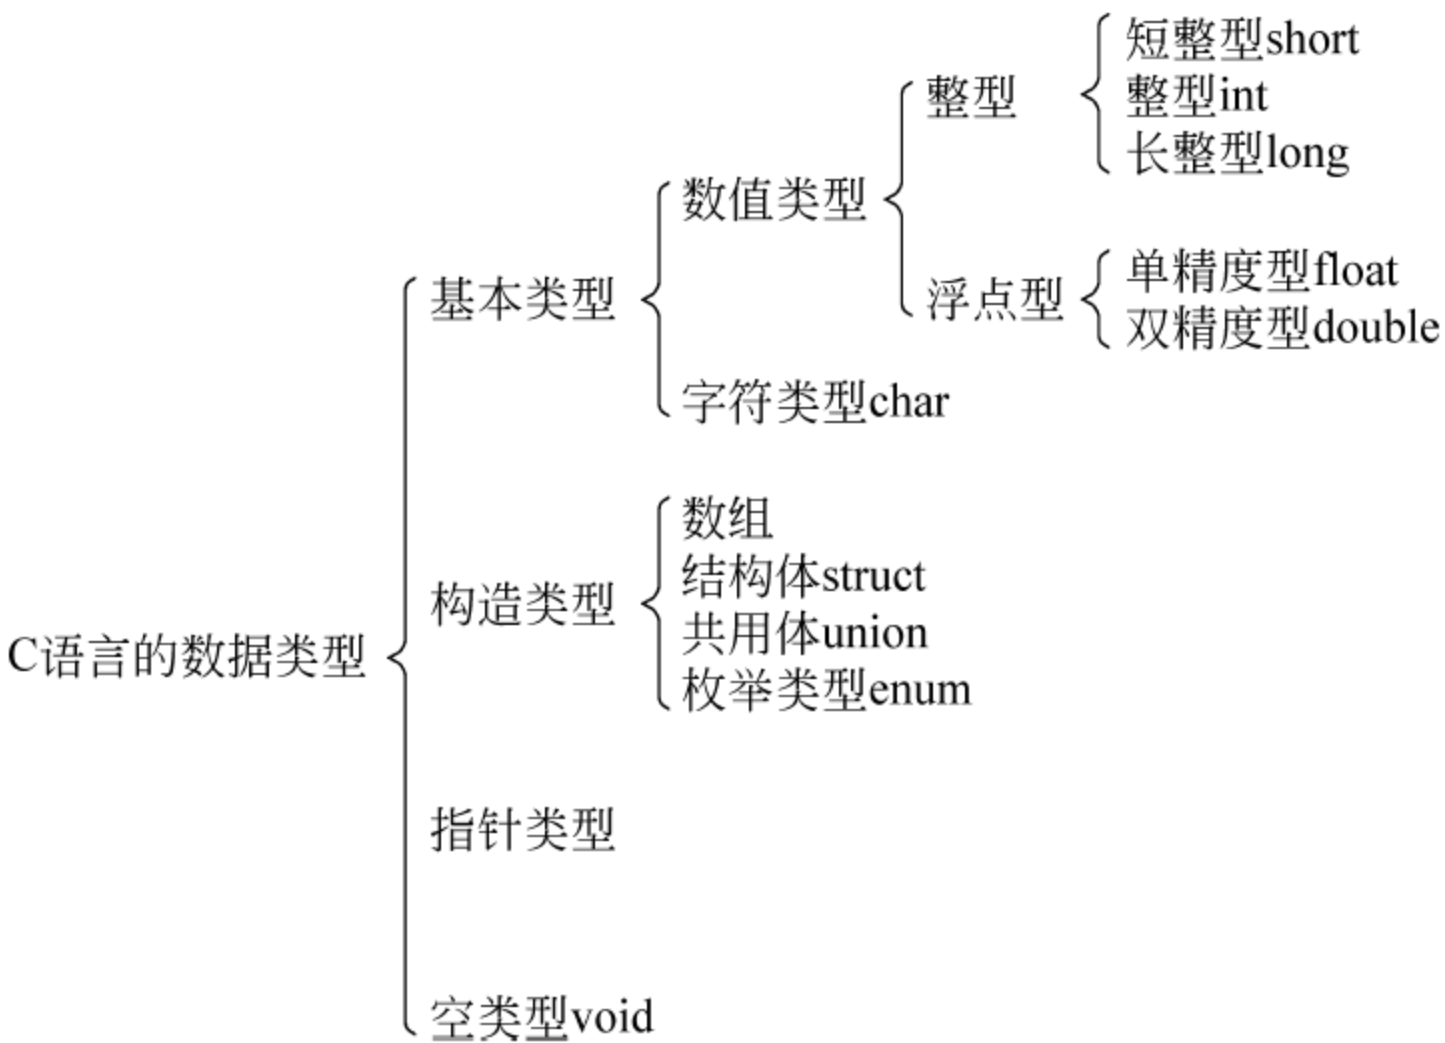 C语言的数据类型
基本类型
数值类型
整型
短整型short
整型int
长整型long
浮点型
单精度型float
双精度型double
字符类型char
构造类型
数组
结构体struct
共用体union
枚举类型enum
指针类型
空类型void